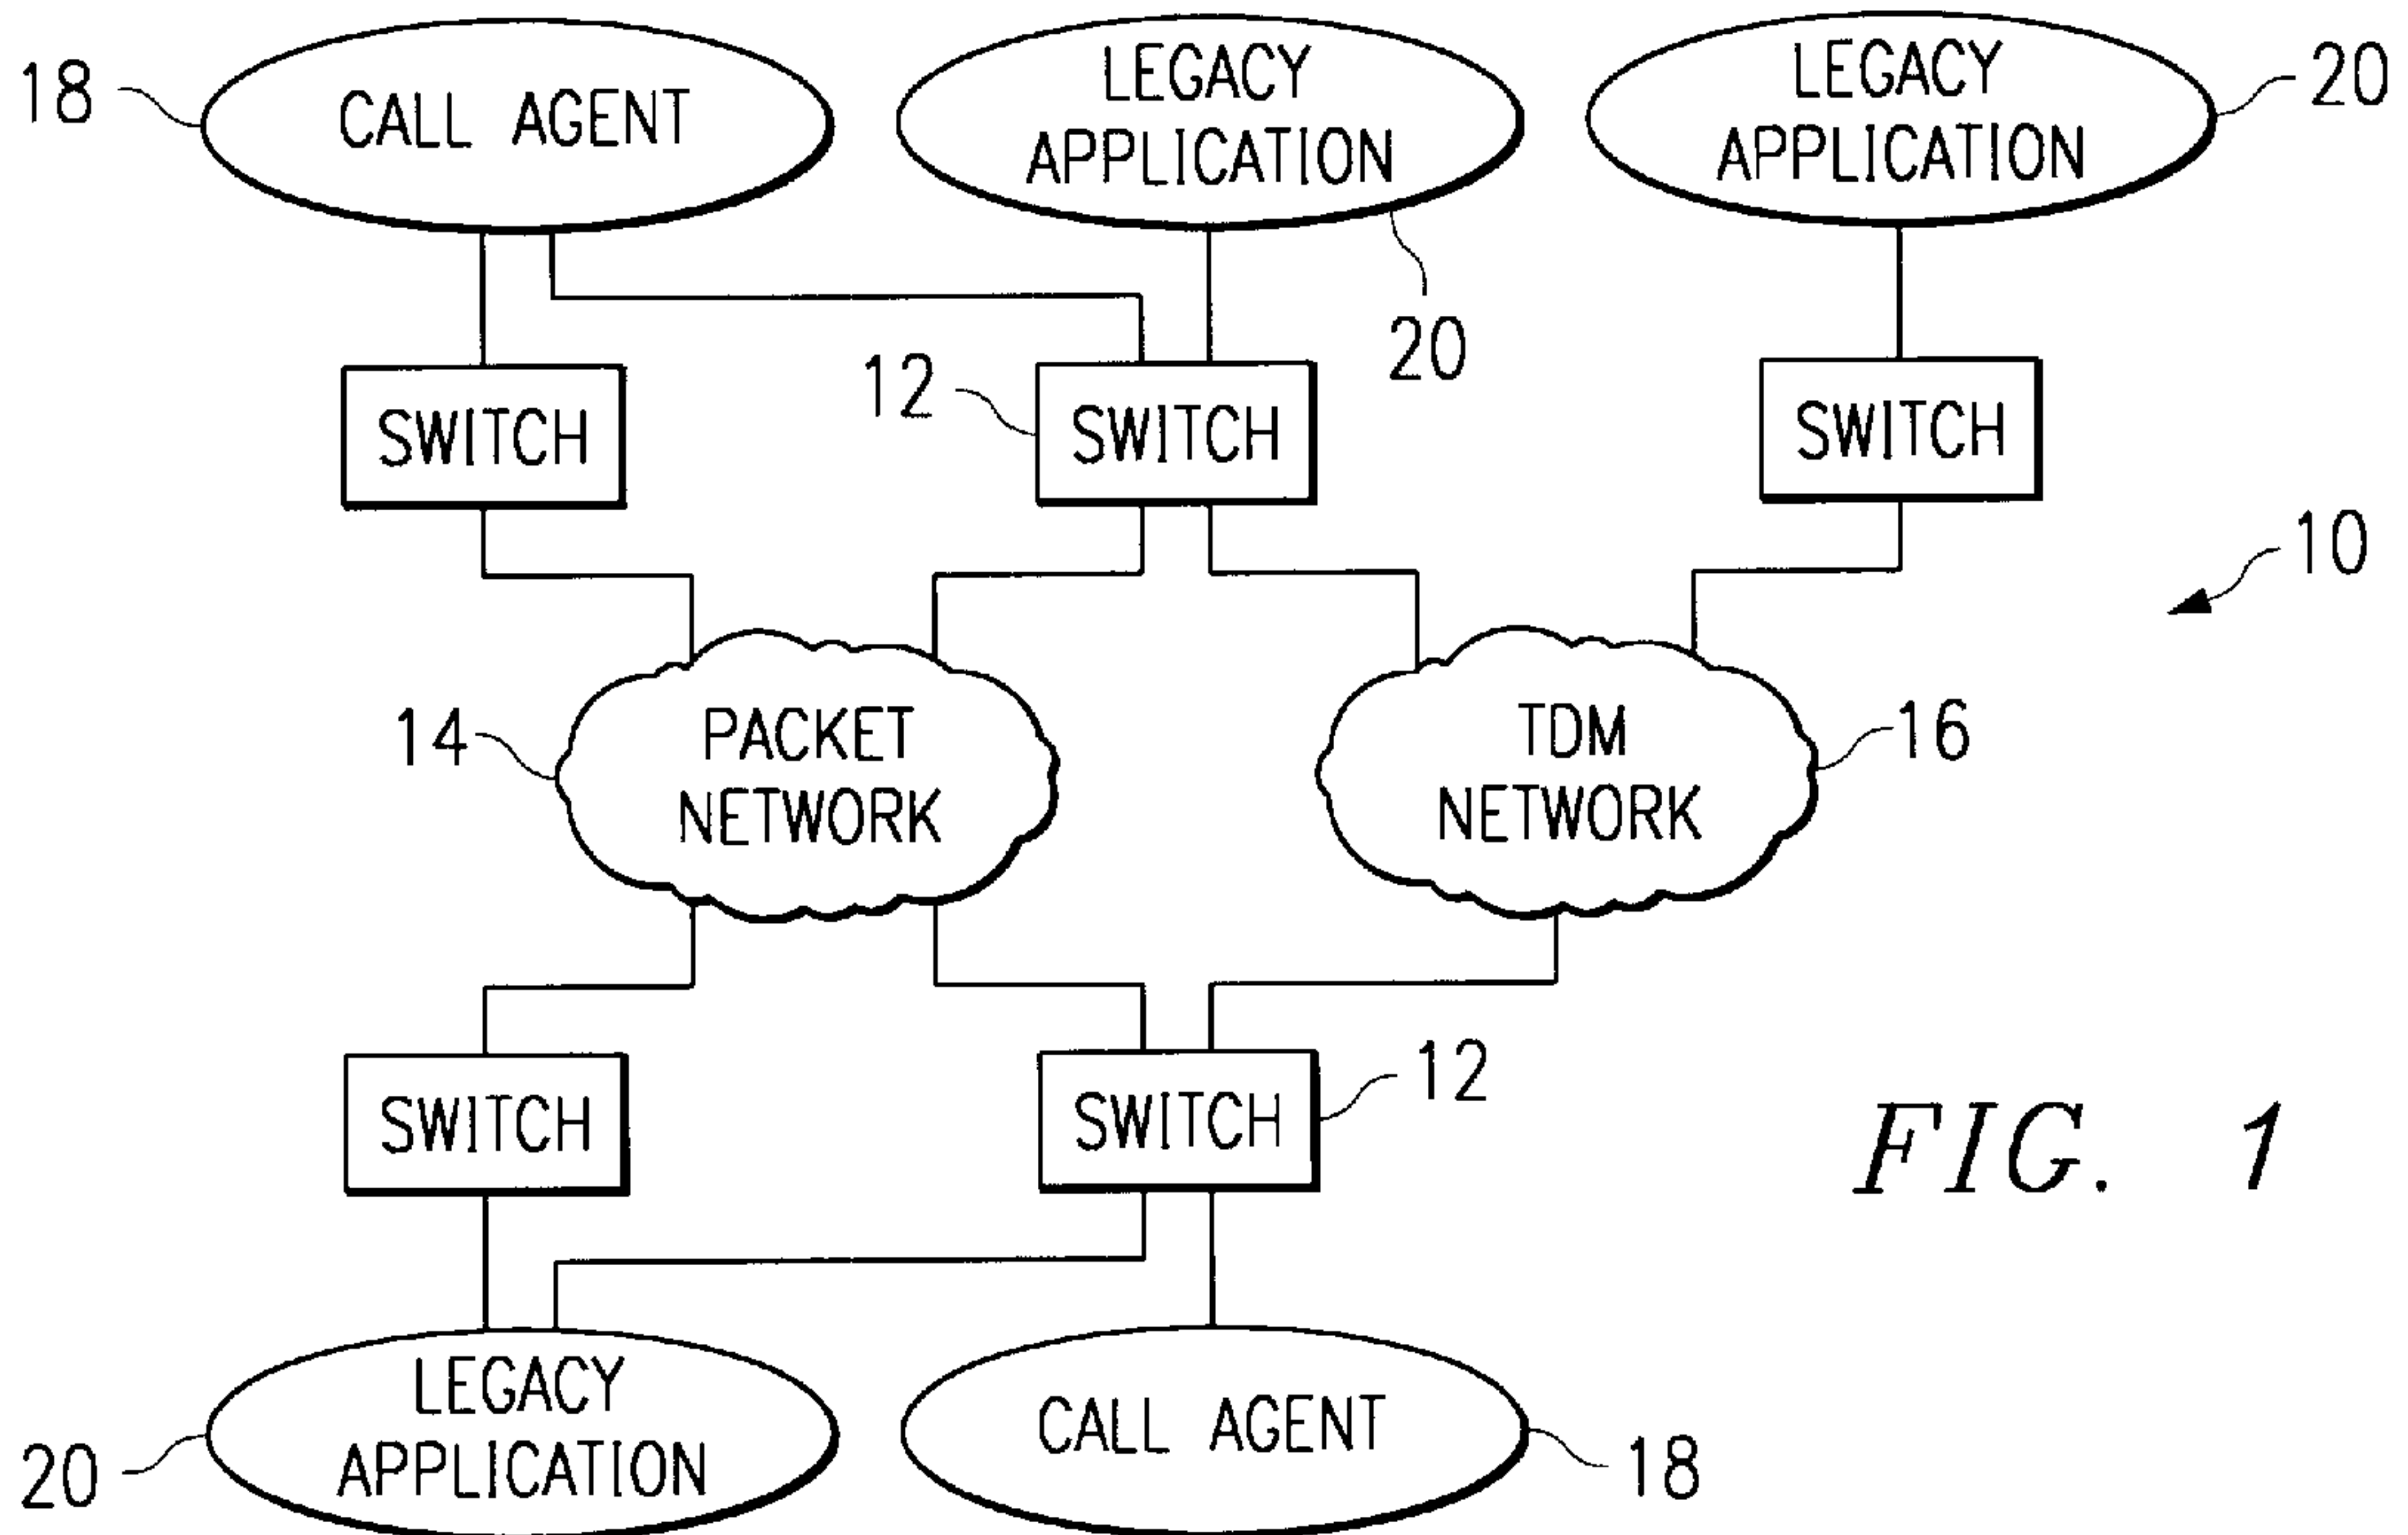 18
CALL AGENT
LEGACY
APPLICATION
20
LEGACY
APPLICATION
20
SWITCH
12
SWITCH
SWITCH
10
14
PACKET
NETWORK
TDM
NETWORK
16
SWITCH
SWITCH
12
FIG. 1
LEGACY
APPLICATION
20
CALL AGENT
18